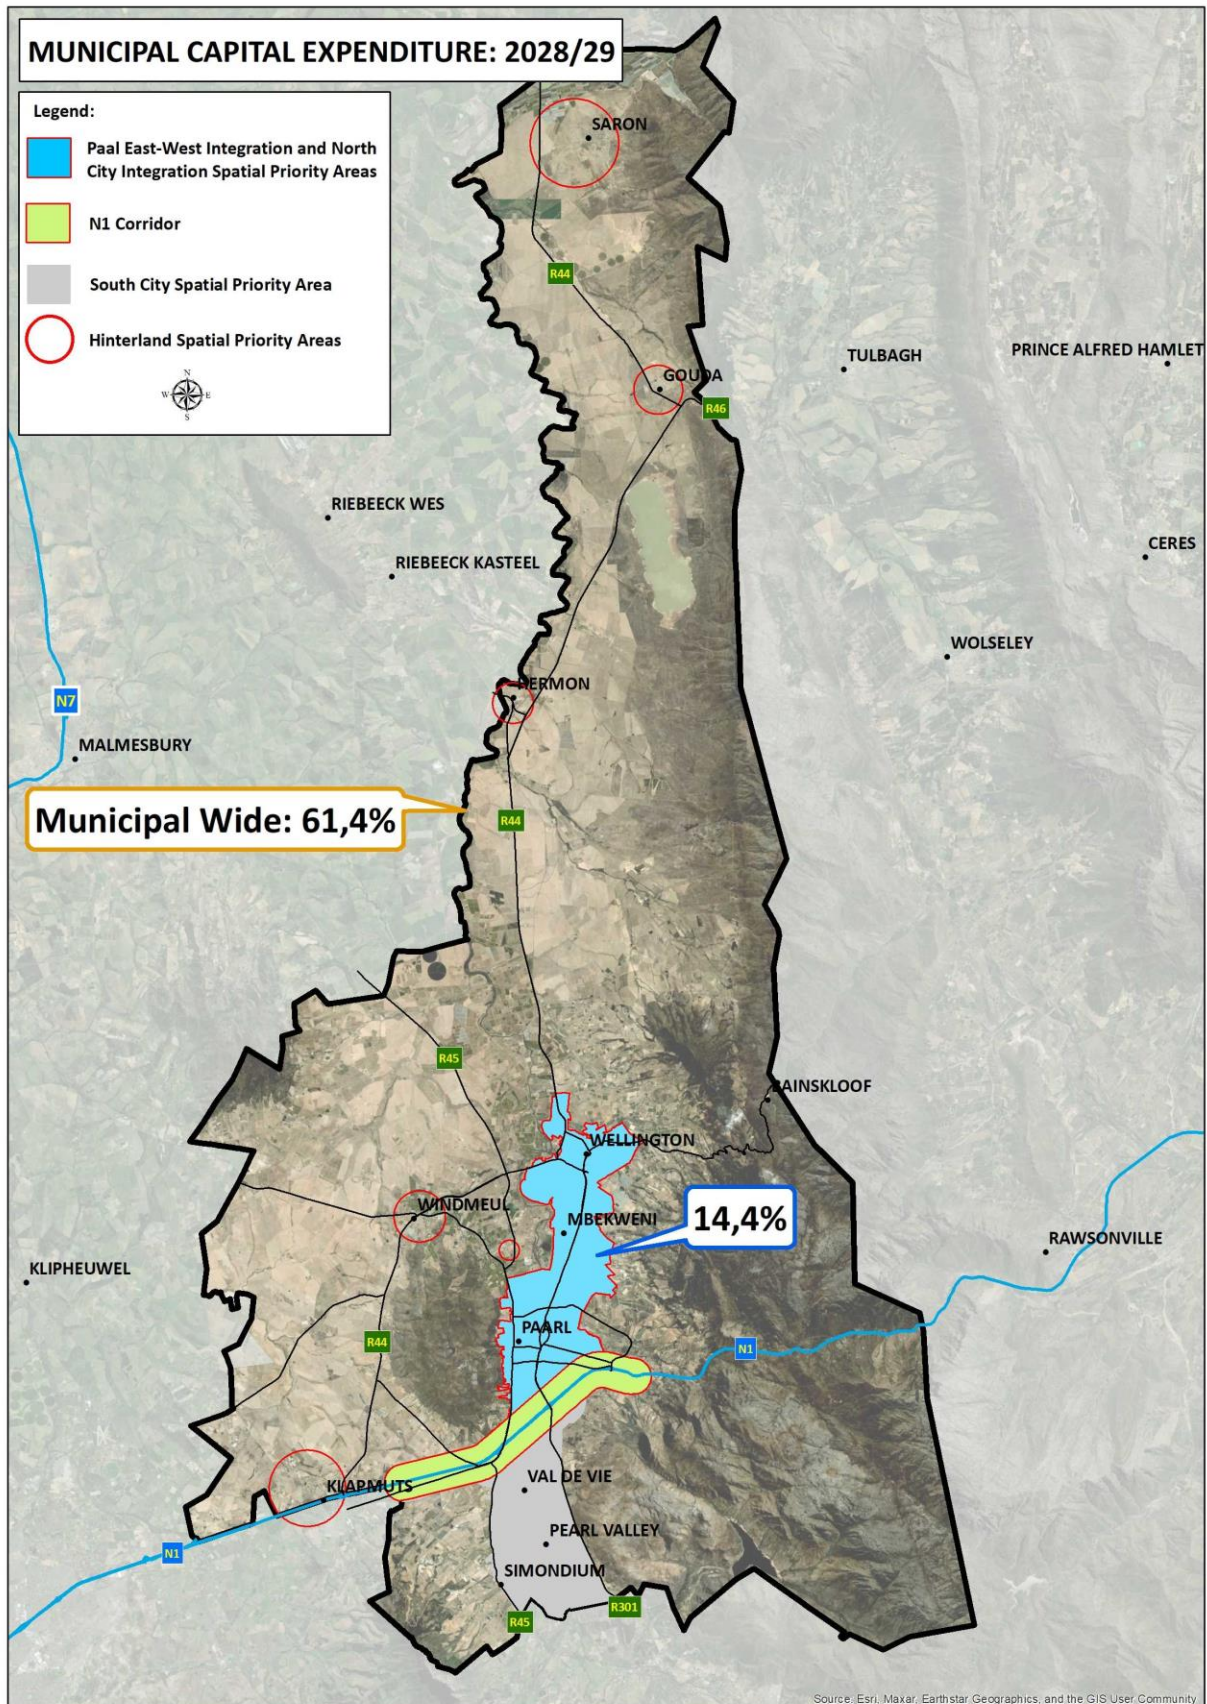 MUNICIPAL CAPITAL EXPENDITURE: 2028/29
Legend:
Paal East-West Integration and North
City Integration Spatial Priority Areas
N1 Corridor
South City Spatial Priority Area
Hinterland Spatial Priority Areas
N
W E
S
SARON
R44
TULBAGH
PRINCE ALFRED HAMLET
GOUDA
R46
RIEBEECK WES
CERES
RIEBEECK KASTEEL
WOLSELEY
HERMON
N7
MALMESBURY
Municipal Wide: 61,4%
R44
R45
BAINSKLOOF
WELLINGTON
WINDMEUL
MBEKWENI
14,4%
RAWSONVILLE
KLIPHEUWEL
PAARL
R44
N1
KLAPMUTS
VAL DE VIE
PEARL VALLEY
N1
SIMONDIUM
R301
R45
Source: Esri, Maxar, Earthstar Geographics, and the GIS User Community